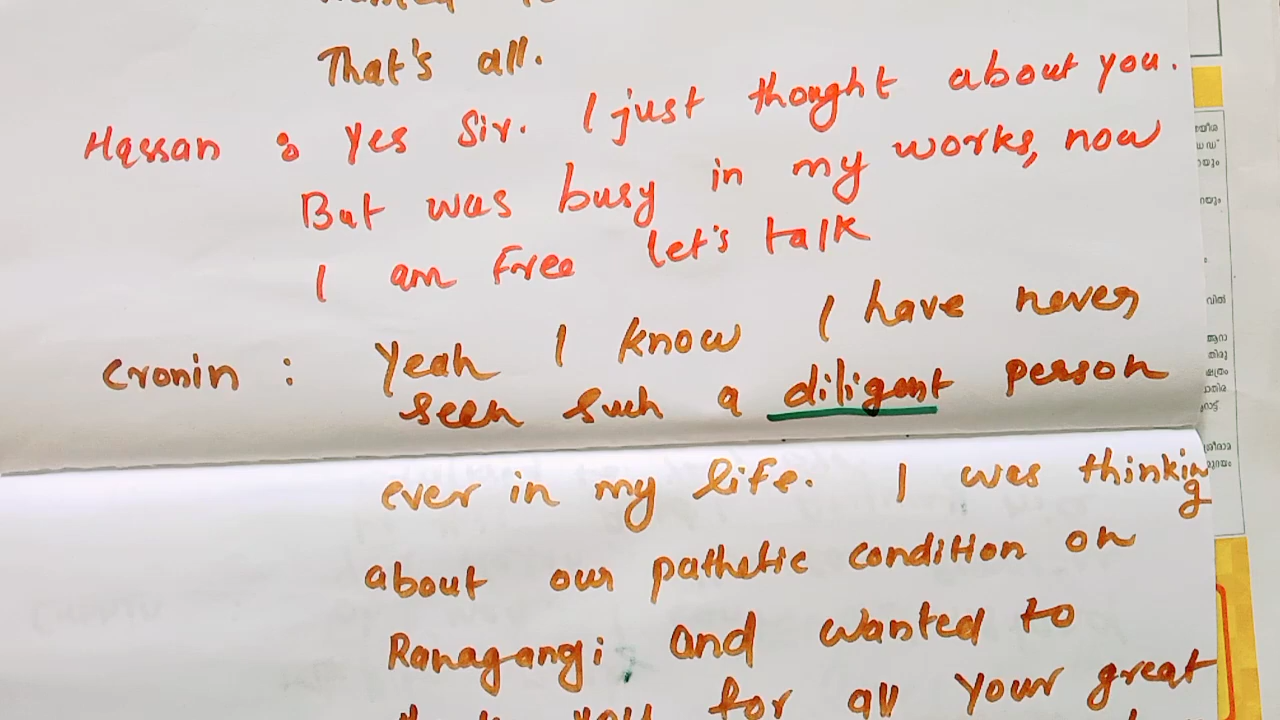 That's all.
Hassan : Yes Sir. I just thought about you.
But was busy in my works, now
I am free let's talk
Cronin : Yeah I know I have never
seen such a diligent person
ever in my life. I was thinking
about our pathetic condition on
Ranagangi and wanted to
you for all your great